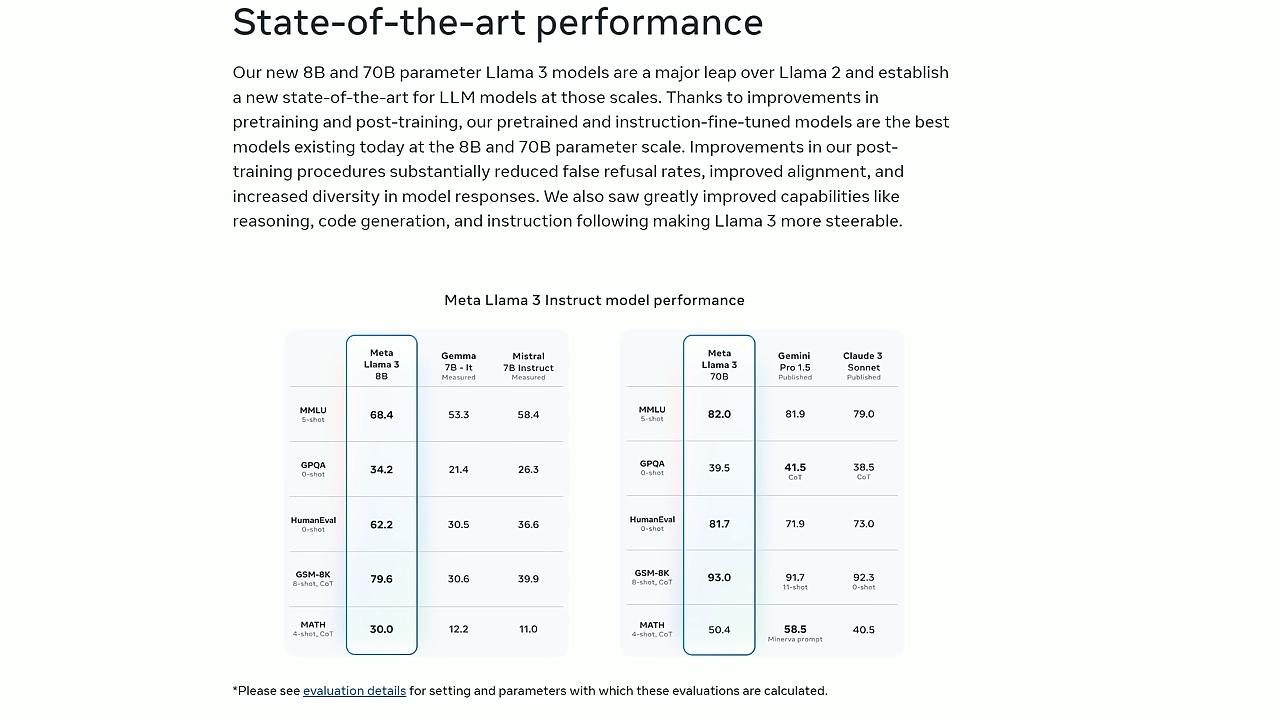 State-of-the-art performance
Our new 8B and 70B parameter Llama 3 models are a major leap over Llama 2 and establish
a new state-of-the-art for LLM models at those scales. Thanks to improvements in
pretraining and post-training, our pretrained and instruction-fine-tuned models are the best
models existing today at the 8B and 70B parameter scale. Improvements in our post-
training procedures substantially reduced false refusal rates, improved alignment, and
increased diversity in model responses. We also saw greatly improved capabilities like
reasoning, code generation, and instruction following making Llama 3 more steerable.
Meta Llama 3 Instruct model performance
Meta
Llama 3
8B
Gemma
7B - It
Measured
Mistral
7B Instruct
Measured
MMLU
5-shot
68.4
53.3
58.4
GPQA
0-shot
34.2
21.4
26.3
HumanEval
0-shot
62.2
30.5
36.6
GSM-8K
8-shot, CoT
79.6
30.6
39.9
MATH
4-shot, CoT
30.0
12.2
11.0
Meta
Llama 3
70B
Gemini
Pro 1.5
Published
Claude 3
Sonnet
Published
MMLU
5-shot
82.0
81.9
79.0
GPQA
0-shot
39.5
41.5
CoT
38.5
CoT
HumanEval
0-shot
81.7
71.9
73.0
GSM-8K
8-shot, CoT
93.0
91.7
11-shot
92.3
0-shot
MATH
4-shot, CoT
50.4
58.5
Minerva prompt
40.5
*Please see evaluation details for setting and parameters with which these evaluations are calculated.